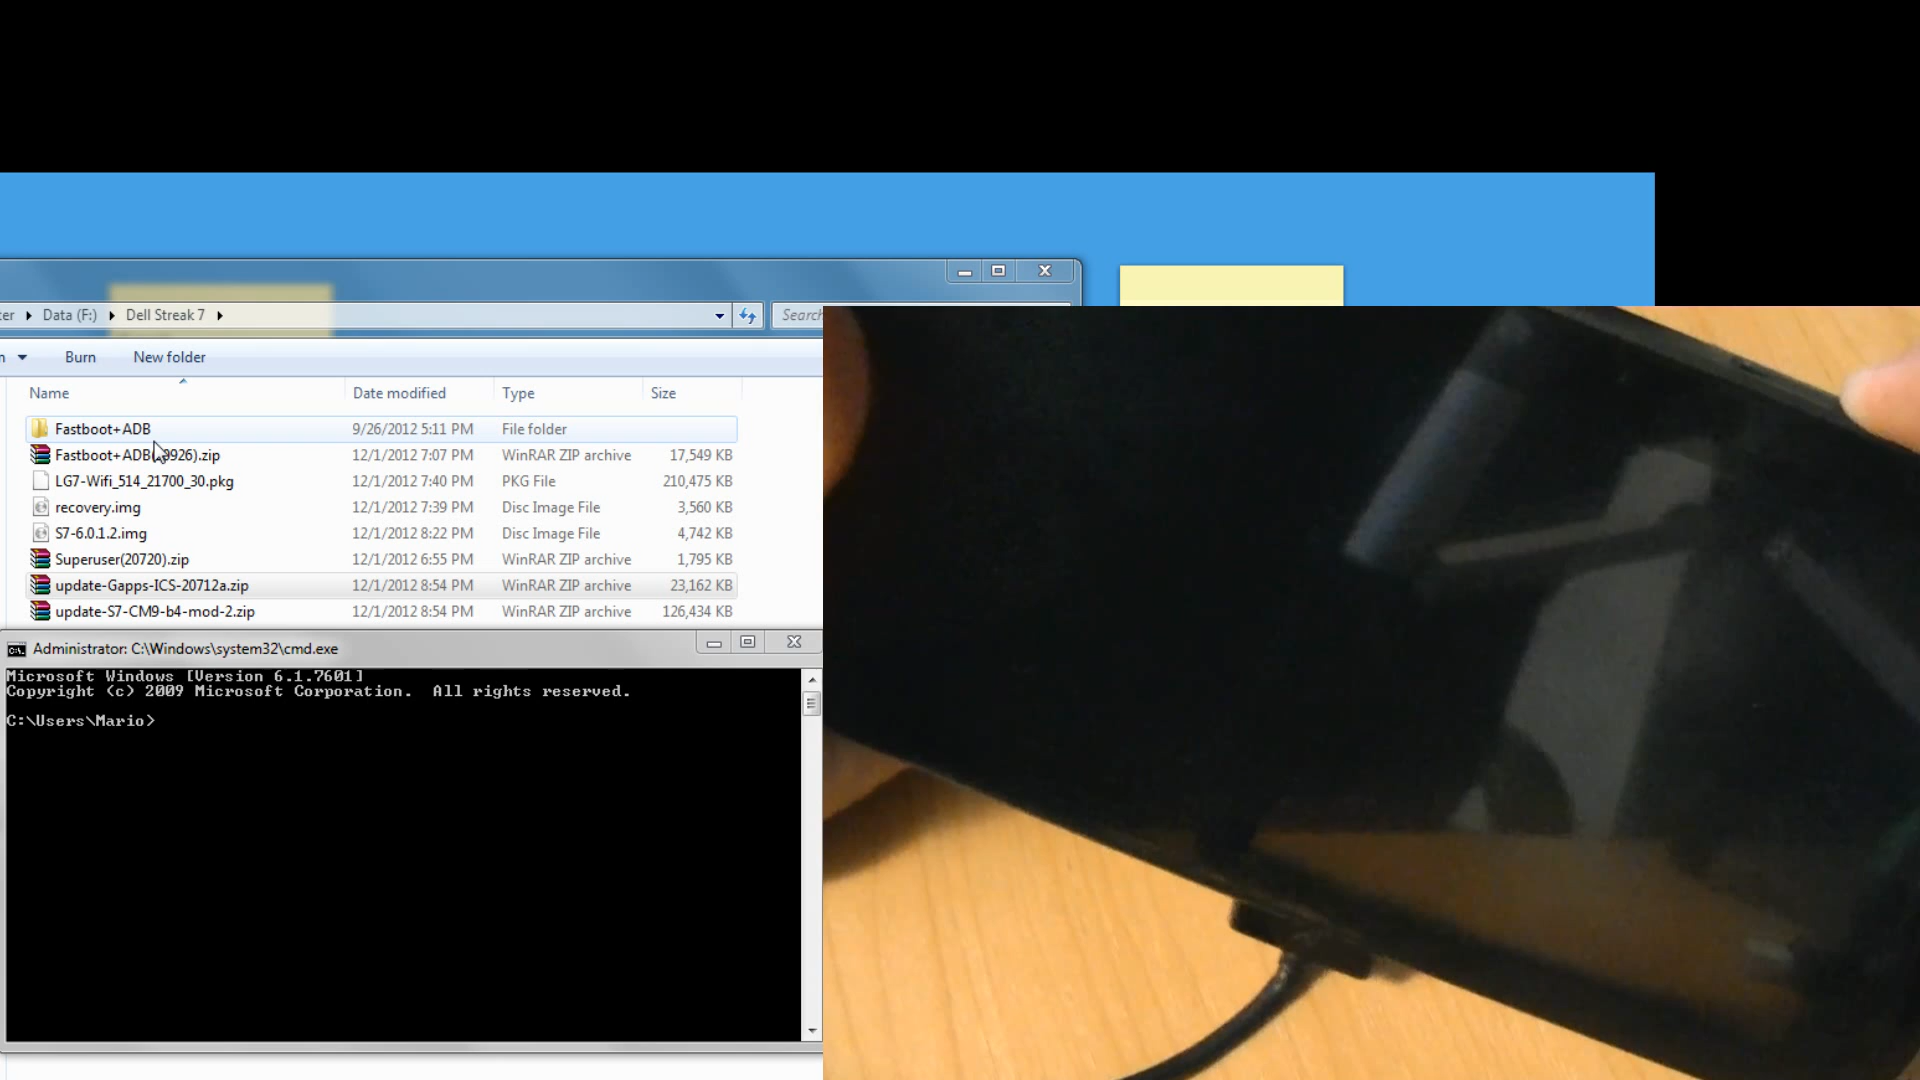 Data (F:) Dell Streak 7 Search
Burn New folder
Name Date modified Type Size
Fastboot+ADB 9/26/2012 5:11 PM File folder
Fastboot+ADB 9926).zip 12/1/2012 7:07 PM WinRAR ZIP archive 17,549 KB
LG7-Wifi_514_21700_30.pkg 12/1/2012 7:40 PM PKG File 210,475 KB
recovery.img 12/1/2012 7:39 PM Disc Image File 3,560 KB
S7-6.0.1.2.img 12/1/2012 8:22 PM Disc Image File 4,742 KB
Superuser(20720).zip 12/1/2012 6:55 PM WinRAR ZIP archive 1,795 KB
update-Gapps-ICS-20712a.zip 12/1/2012 8:54 PM WinRAR ZIP archive 23,162 KB
update-S7-CM9-b4-mod-2.zip 12/1/2012 8:54 PM WinRAR ZIP archive 126,434 KB
Administrator: C:\Windows\system32\cmd.exe
Microsoft Windows [Version 6.1.7601]
Copyright (c) 2009 Microsoft Corporation. All rights reserved.
C:\Users\Mario>